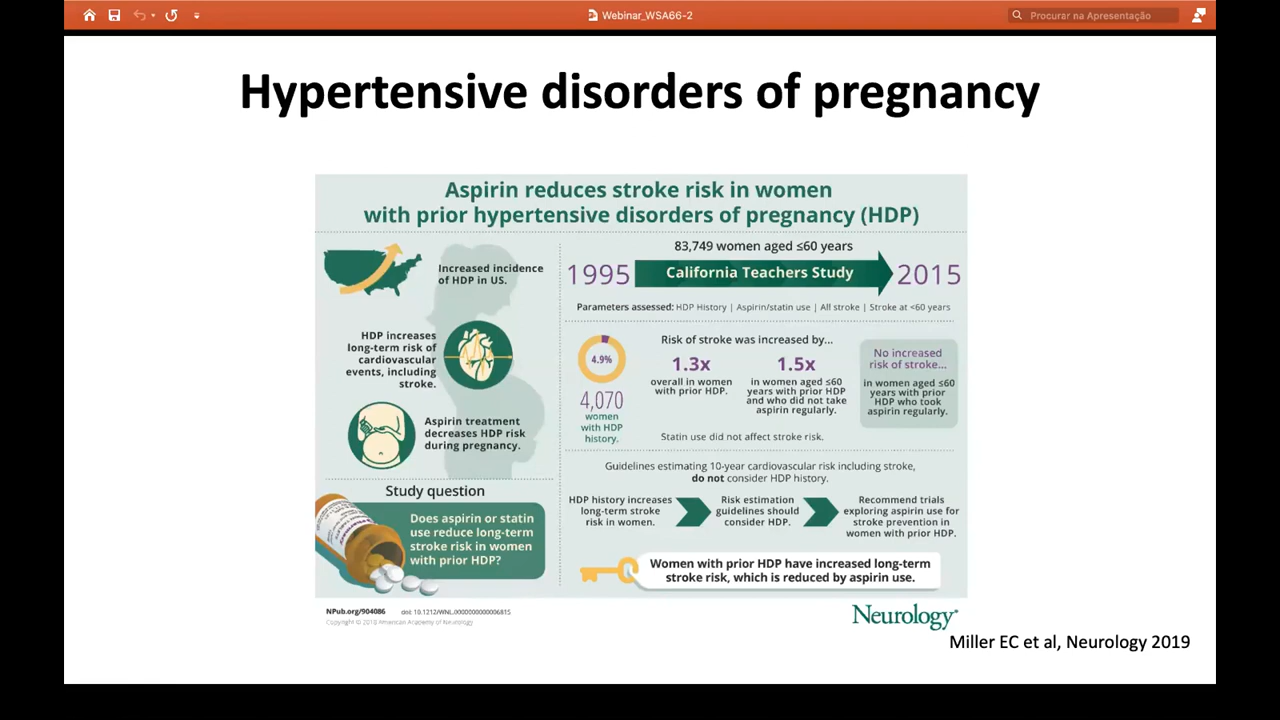 Webinar_WSA66-2
Procurar na Apresentação
Hypertensive disorders of pregnancy
Aspirin reduces stroke risk in women
with prior hypertensive disorders of pregnancy (HDP)
Increased incidence
of HDP in US.
HDP increases
long-term risk of
cardiovascular
events, including
stroke.
Aspirin treatment
decreases HDP risk
during pregnancy.
Study question
Does aspirin or statin
use reduce long-term
stroke risk in women
with prior HDP?
83,749 women aged ≤60 years
1995
California Teachers Study
2015
Parameters assessed: HDP History | Aspirin/statin use | All stroke | Stroke at <60 years
4.9%
4,070
women
with HDP
history.
Risk of stroke was increased by...
1.3x
overall in women
with prior HDP.
1.5x
in women aged ≤60
years with prior HDP
and who did not take
aspirin regularly.
No increased
risk of stroke...
in women aged ≤60
years with prior
HDP who took
aspirin regularly.
Statin use did not affect stroke risk.
Guidelines estimating 10-year cardiovascular risk including stroke,
do not consider HDP history.
HDP history increases
long-term stroke
risk in women.
Risk estimation
guidelines should
consider HDP.
Recommend trials
exploring aspirin use for
stroke prevention in
women with prior HDP.
Women with prior HDP have increased long-term
stroke risk, which is reduced by aspirin use.
NPub.org/904086 doi: 10.1212/WNL.0000000000006815
Copyright © 2018 American Academy of Neurology
Neurology®
Miller EC et al, Neurology 2019